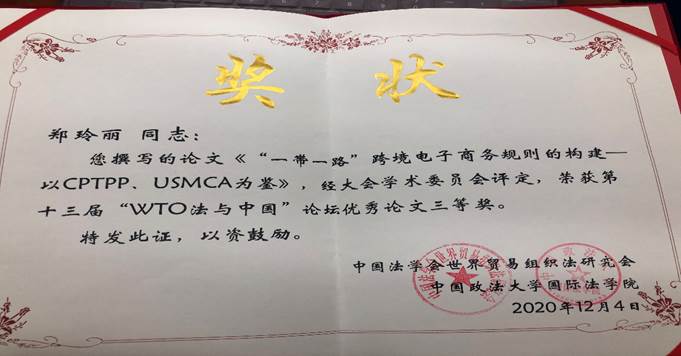 奖 状
郑玲丽 同志：
您撰写的论文《“一带一路”跨境电子商务规则的构建—
以CPTPP、USMCA为鉴》，经大会学术委员会评定，荣获第
十三届“WTO法与中国”论坛优秀论文三等奖。
特发此证，以资鼓励。
中国法学会世界贸易组织法研究会
中国政法大学国际法学院
2020年12月4日